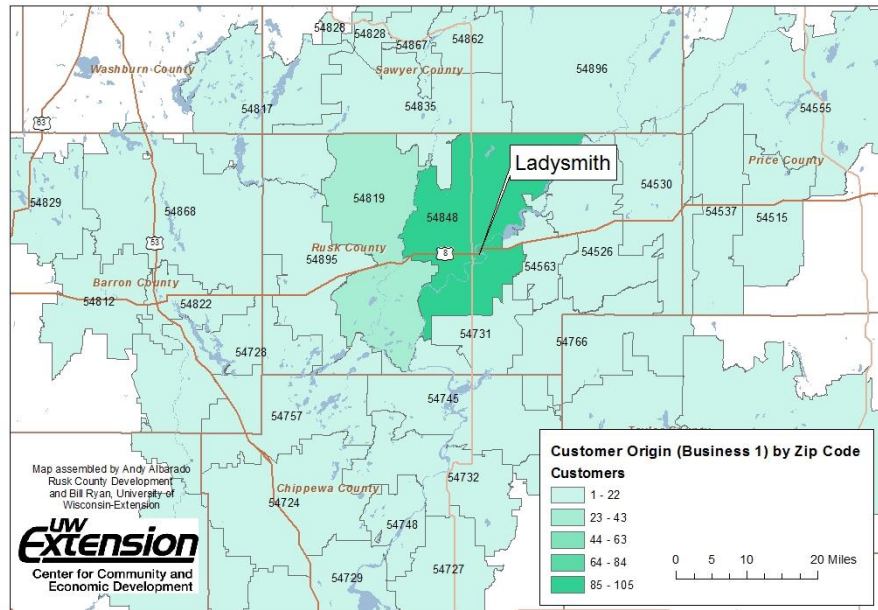 54828
54828
54867
54862
Washburn County
Sawyer County
54896
54817
54835
54555
63
Ladysmith
Price County
54829
54868
54819
54848
54530
54537
54515
53
Rusk County
8
54895
54526
54563
Barron County
54812
54822
54731
54728
54766
54745
54757
Map assembled by Andy Albarado
Rusk County Development
and Bill Ryan, University of
Wisconsin-Extension
54732
Chippewa County
54724
54748
54729
54727
UW
Extension
Center for Community and
Economic Development
Customer Origin (Business 1) by Zip Code
Customers
1 - 22
23 - 43
44 - 63
64 - 84
85 - 105
0 5 10 20 Miles